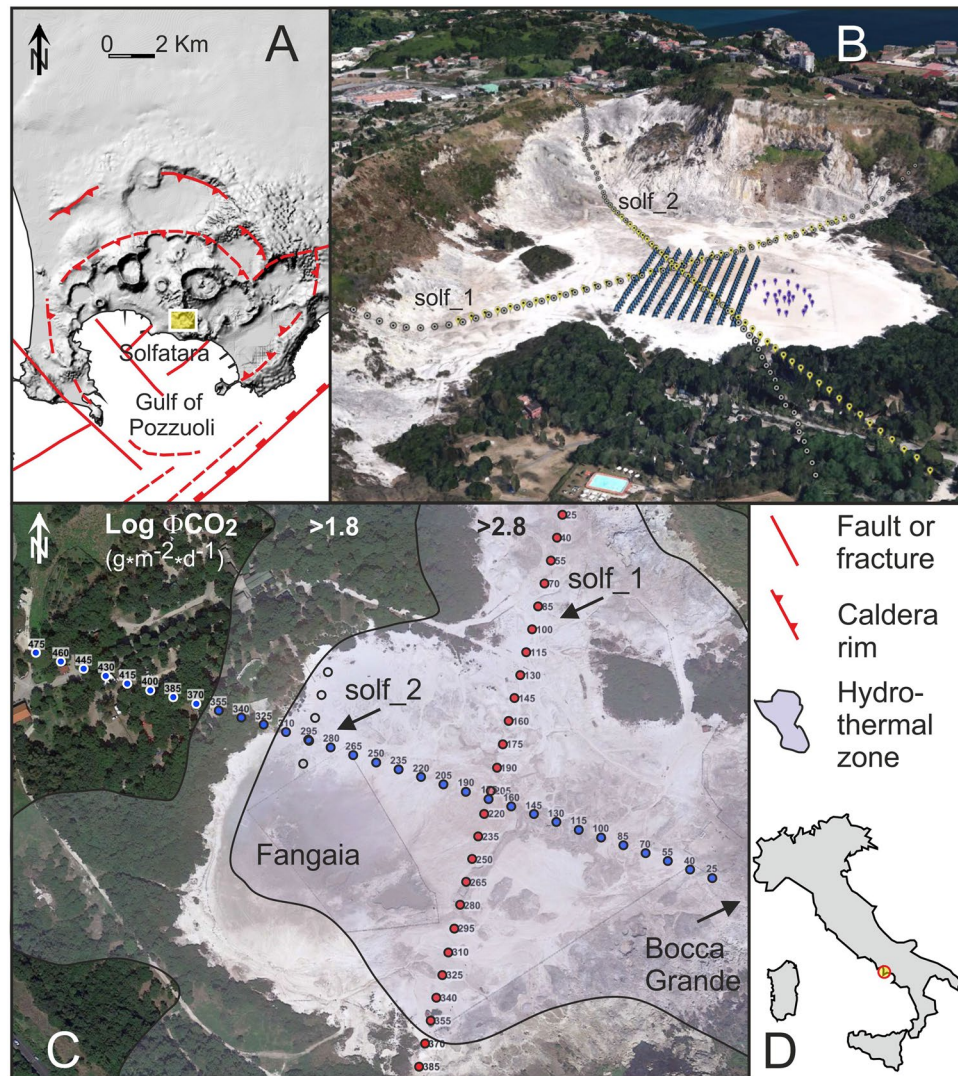 N
0 2 Km
A
Solfatara
Gulf of
Pozzuoli
B
solf_2
solf_1
N
Log ΦCO2
(g*m-2*d-1)
>1.8
>2.8
25
40
55
70
85
solf_1
100
115
130
145
160
175
190
205
220
235
250
265
280
295
310
325
340
355
370
385
475
460
445
430
415
400
385
370
355
340
325
310
295
280
265
250
235
220
205
190
160
145
130
115
100
85
70
55
40
25
solf_2
Fangaia
Bocca
Grande
C
Fault or
fracture
Caldera
rim
Hydro-
thermal
zone
D